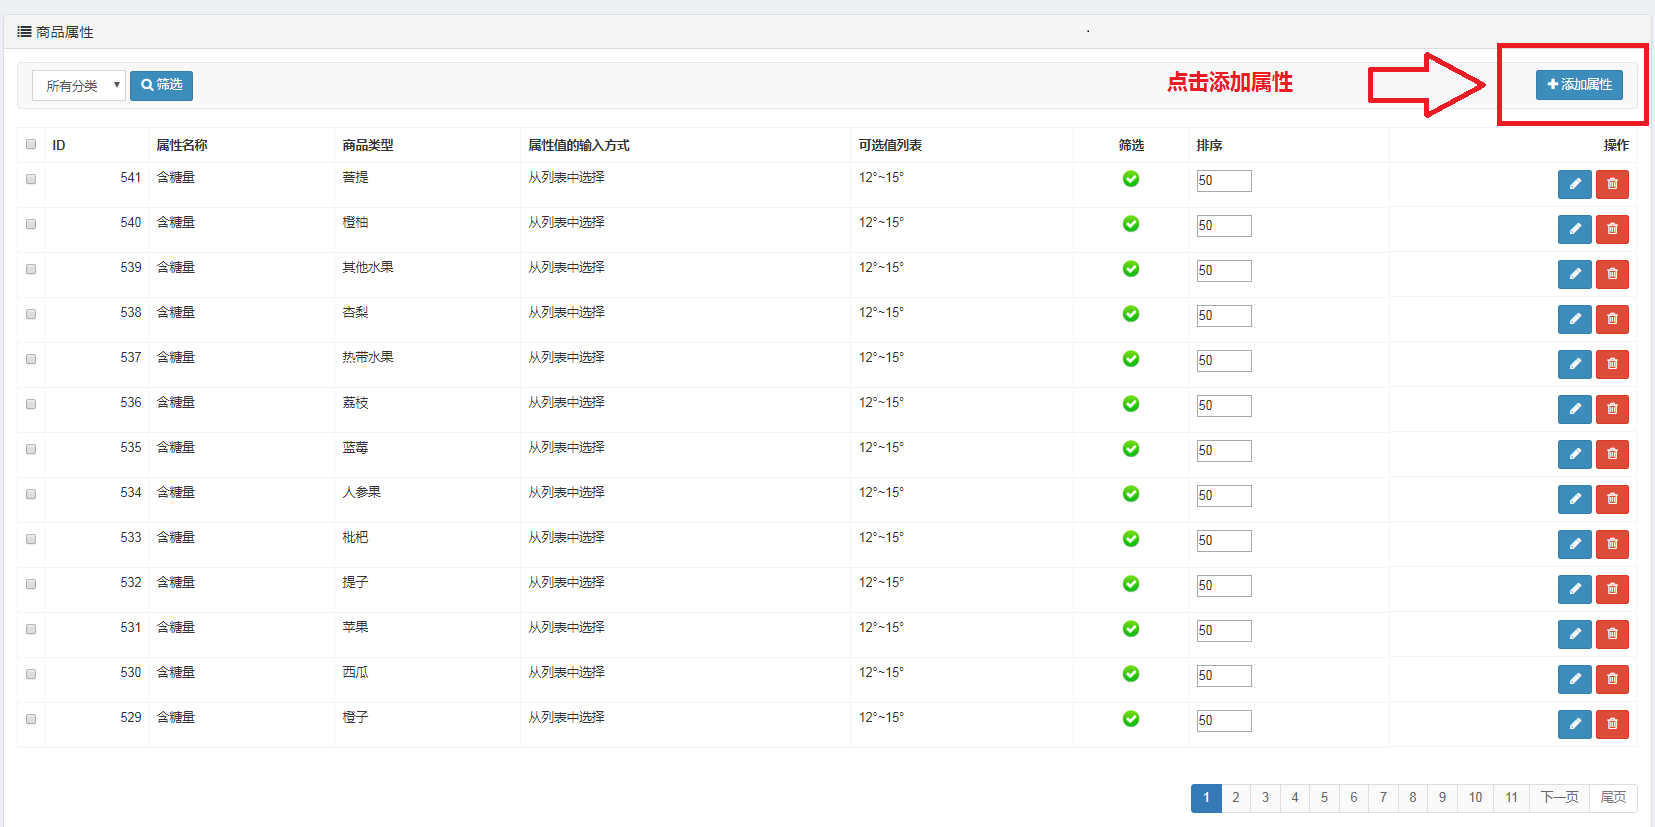 商品属性
所有分类 筛选 点击添加属性 添加属性
ID 属性名称 商品类型 属性值的输入方式 可选值列表 筛选 排序 操作
541 含糖量 菩提 从列表中选择 12°~15° 50
540 含糖量 橙柚 从列表中选择 12°~15° 50
539 含糖量 其他水果 从列表中选择 12°~15° 50
538 含糖量 杏梨 从列表中选择 12°~15° 50
537 含糖量 热带水果 从列表中选择 12°~15° 50
536 含糖量 荔枝 从列表中选择 12°~15° 50
535 含糖量 蓝莓 从列表中选择 12°~15° 50
534 含糖量 人参果 从列表中选择 12°~15° 50
533 含糖量 枇杷 从列表中选择 12°~15° 50
532 含糖量 提子 从列表中选择 12°~15° 50
531 含糖量 苹果 从列表中选择 12°~15° 50
530 含糖量 西瓜 从列表中选择 12°~15° 50
529 含糖量 橙子 从列表中选择 12°~15° 50
1 2 3 4 5 6 7 8 9 10 11 下一页 尾页